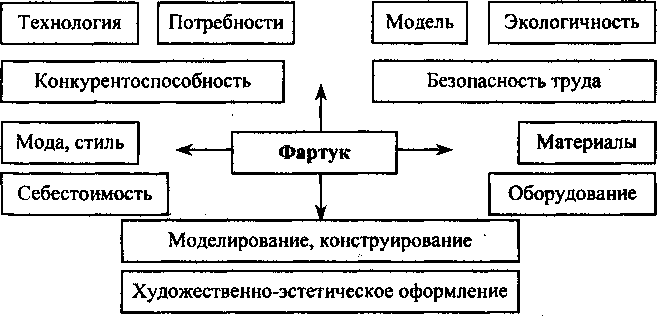 Технология
Потребности
Модель
Экологичность
Конкурентоспособность
Безопасность труда
Мода, стиль
Фартук
Материалы
Себестоимость
Оборудование
Моделирование, конструирование
Художественно-эстетическое оформление